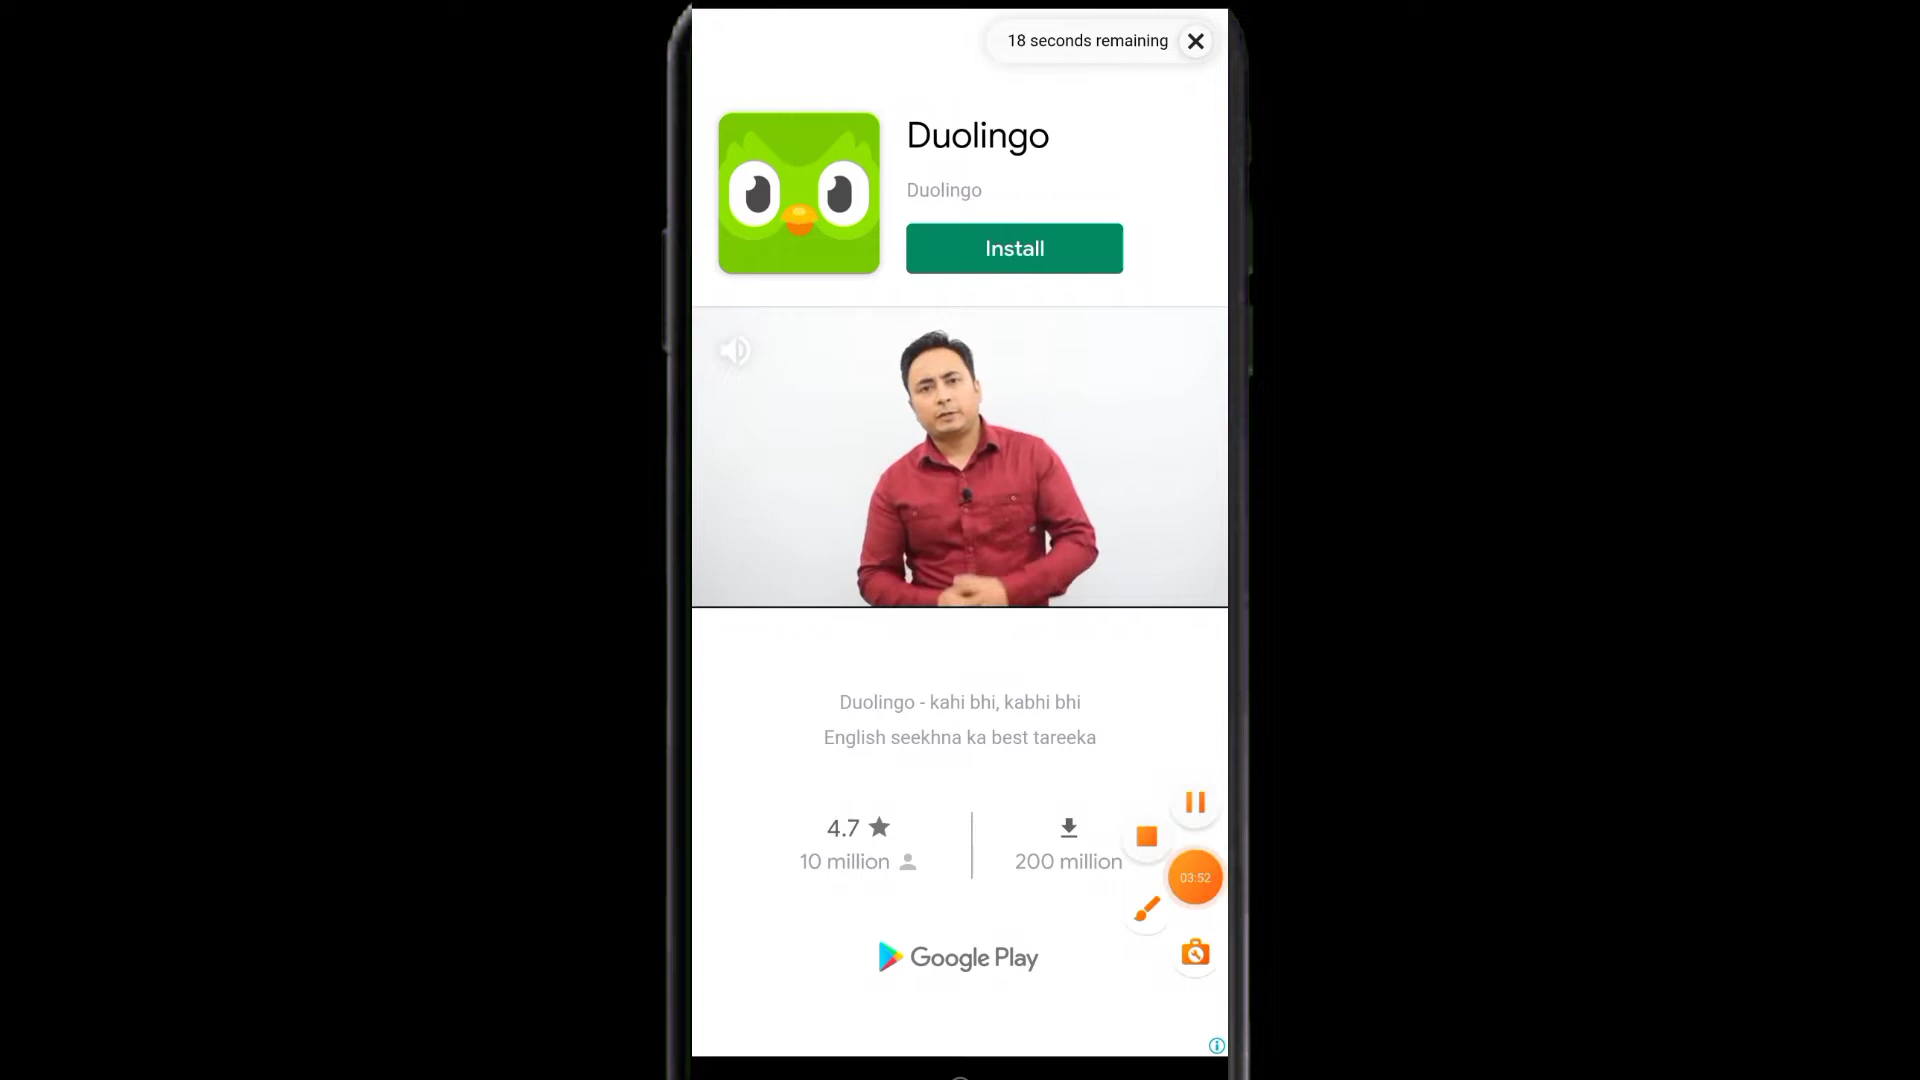 18 seconds remaining
Duolingo
Duolingo
Install
Duolingo - kahi bhi, kabhi bhi
English seekhna ka best tareeka
4.7
10 million
200 million
03:52
Google Play